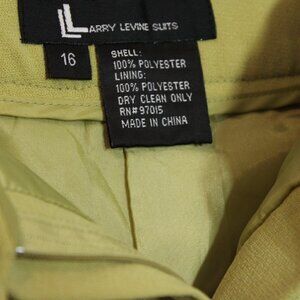 LARRY LEVINE SUITS
16
SHELL:
100% POLYESTER
LINING:
100% POLYESTER
DRY CLEAN ONLY
RN#97015
MADE IN CHINA